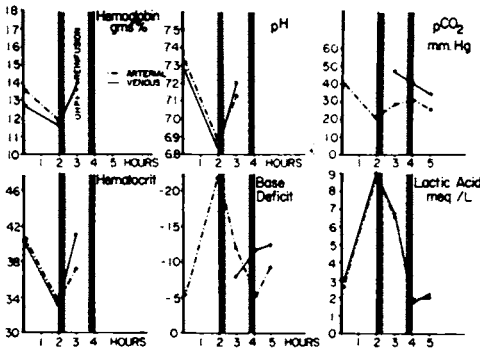 Hemoglobin
gms %
18
17
16
15
14
13
12
11
10
REINFUSION
ARTERIAL
VENOUS
1 2 3 4 5 HOURS
pH
7.5
7.4
7.3
7.2
7.1
7.0
6.9
6.8
1 2 3 4 5 HOURS
pCO2
mm. Hg
60
50
40
30
20
10
0
1 2 3 4 5
Hematocrit
46
42
38
34
30
1 2 3 4 HOURS
Base
Deficit
-20
-15
-10
-5
0
1 2 3 4 HOURS
Lactic Acid
meq /L
9
8
7
6
5
4
3
2
1
0
1 2 3 4 5